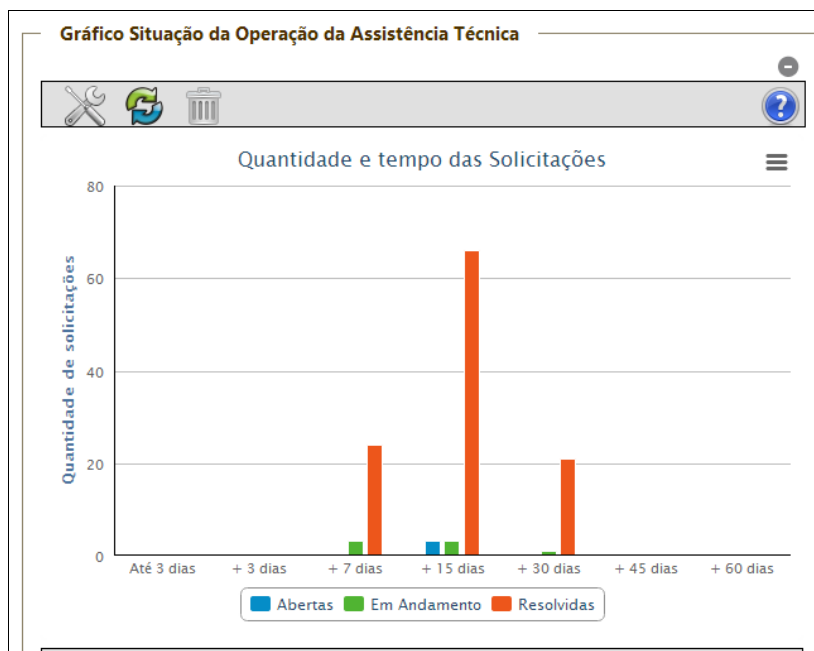 Gráfico Situação da Operação da Assistência Técnica
Quantidade e tempo das Solicitações
Quantidade de solicitações
80
60
40
20
0
Até 3 dias + 3 dias + 7 dias + 15 dias + 30 dias + 45 dias + 60 dias
Abertas Em Andamento Resolvidas